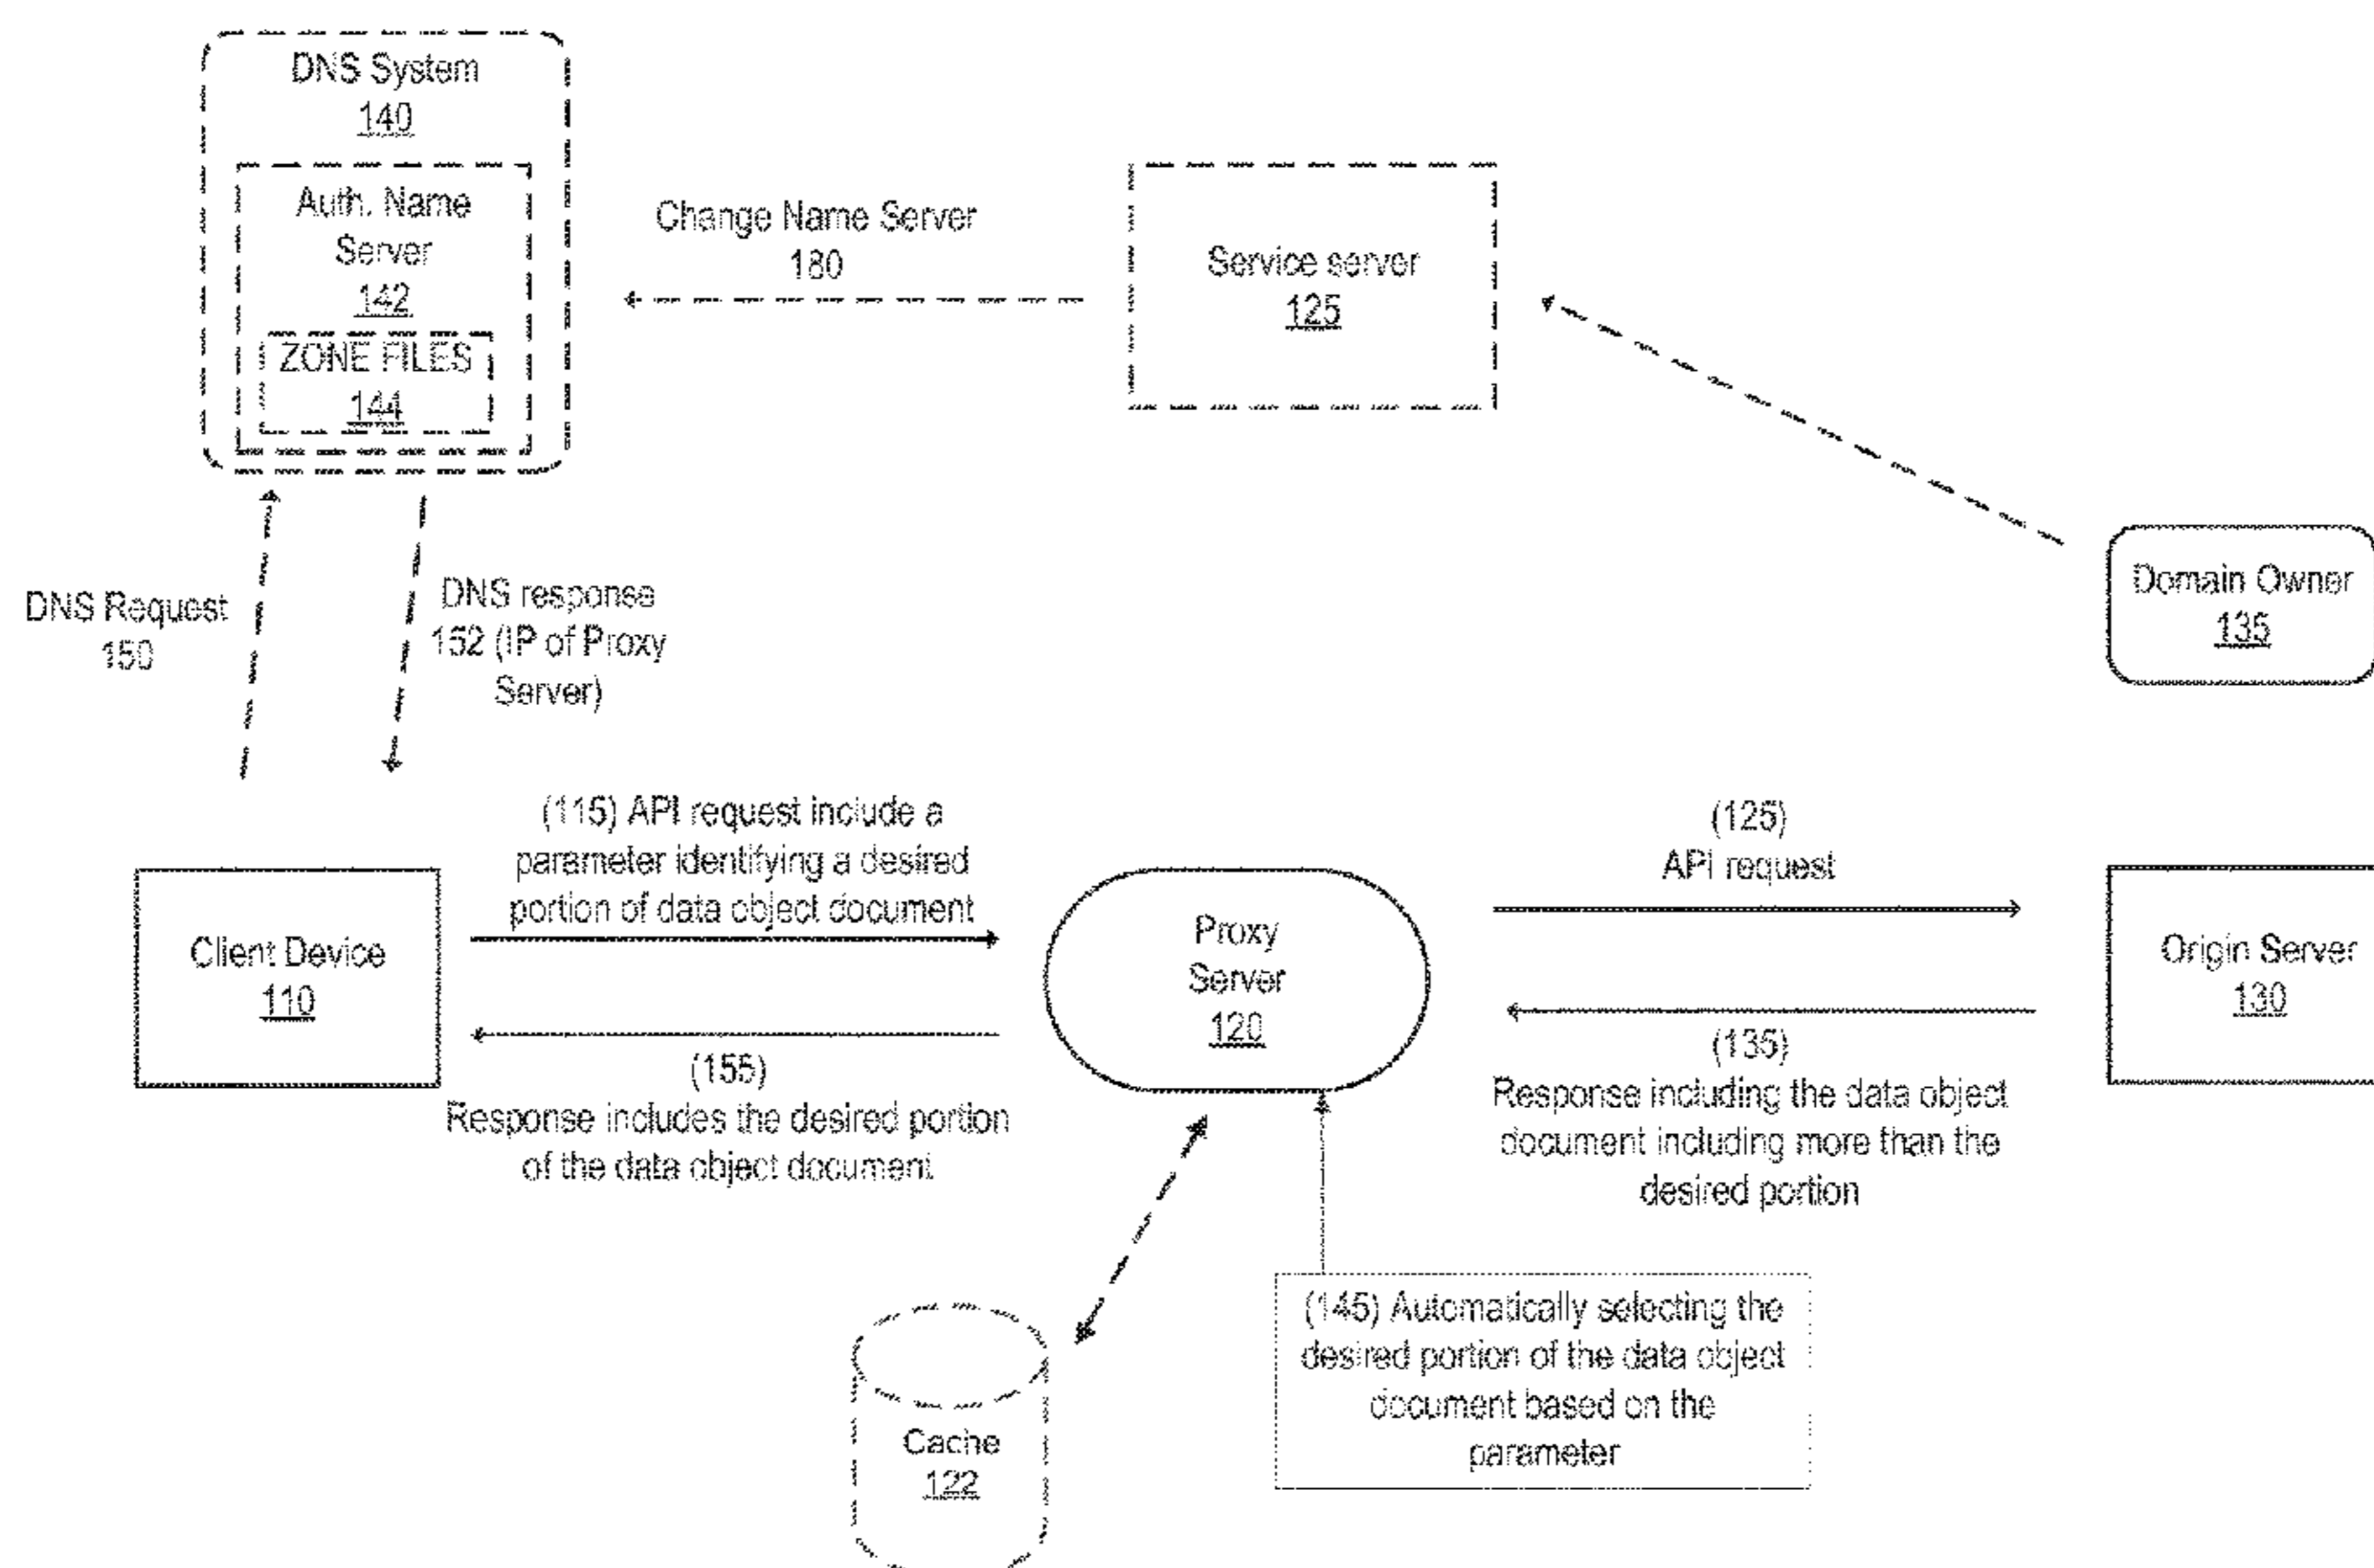 DNS System
140
Auth. Name
Server
142
ZONE FILES
144
Change Name Server
180
Service server
125
DNS Request
150
DNS response
152 (IP of Proxy
Server)
Domain Owner
135
(115) API request include a
parameter identifying a desired
portion of data object document
(125)
API request
Client Device
110
Proxy
Server
120
Origin Server
130
(155)
Response includes the desired portion
of the data object document
(135)
Response including the data object
document including more than the
desired portion
(145) Automatically selecting the
desired portion of the data object
document based on the
parameter
Cache
122